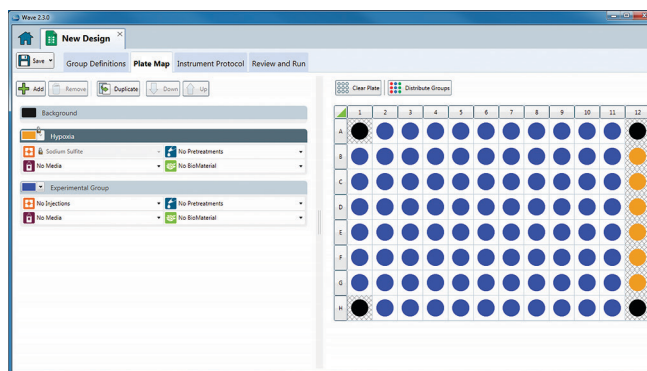 Wave 2.3.0
New Design
Save
Group Definitions Plate Map Instrument Protocol Review and Run
Add Remove Duplicate Down Up
Background
Hypoxia
Sodium Sulfite No Pretreatments
No Media No BioMaterial
Experimental Group
No Injections No Pretreatments
No Media No BioMaterial
Clear Plate Distribute Groups
1 2 3 4 5 6 7 8 9 10 11 12
A
B
C
D
E
F
G
H